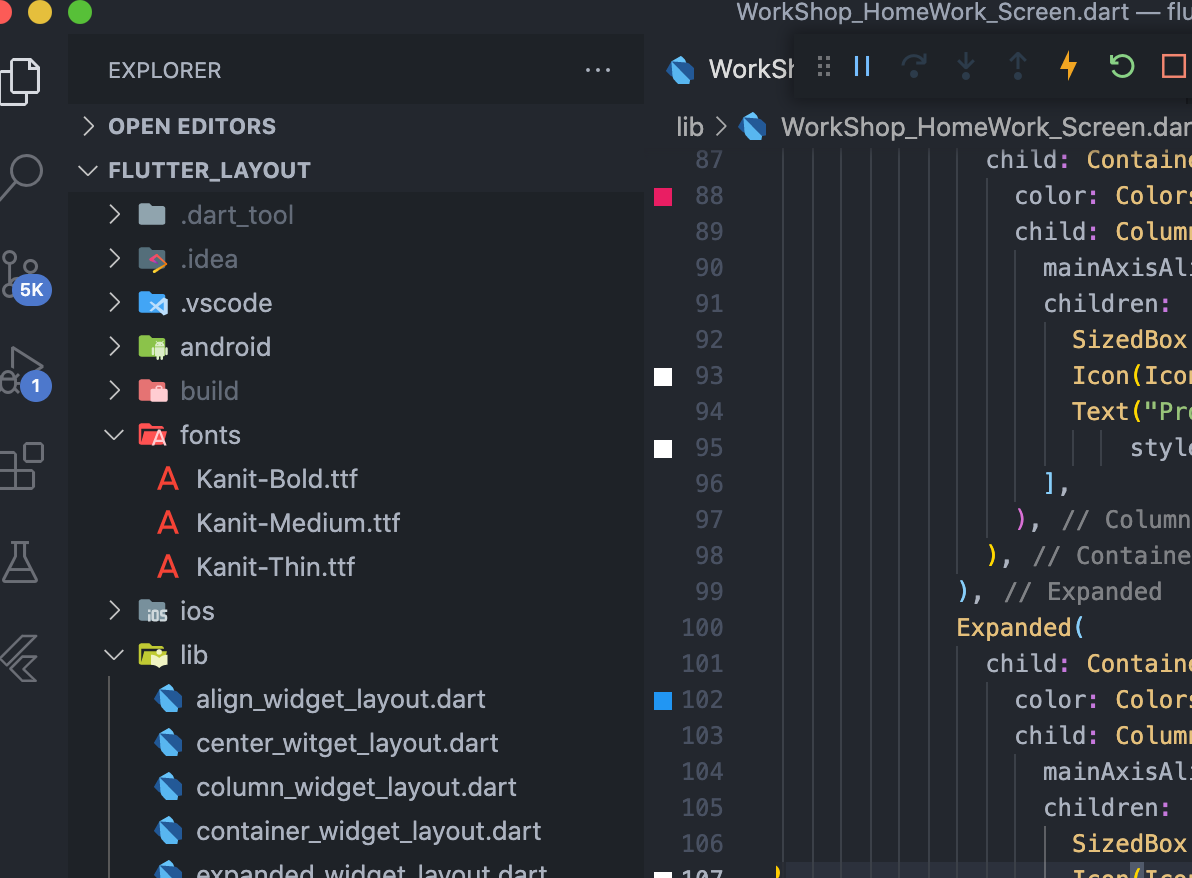 WorkShop_HomeWork_Screen.dart — flu
EXPLORER
OPEN EDITORS
FLUTTER_LAYOUT
.dart_tool
.idea
.vscode
android
build
fonts
Kanit-Bold.ttf
Kanit-Medium.ttf
Kanit-Thin.ttf
ios
lib
align_widget_layout.dart
center_witget_layout.dart
column_widget_layout.dart
container_widget_layout.dart
expanded_widget_layout.dart
5K
1
WorkSh
lib > WorkShop_HomeWork_Screen.dar
87 child: Containe
88 color: Colors
89 child: Column
90 mainAxisAli
91 children:
92 SizedBox
93 Icon(Icon
94 Text("Pro
95 style
96 ],
97 ), // Column
98 ), // Containe
99 ), // Expanded
100 Expanded(
101 child: Containe
102 color: Colors
103 child: Column
104 mainAxisAli
105 children:
106 SizedBox
107 Icon(Icon